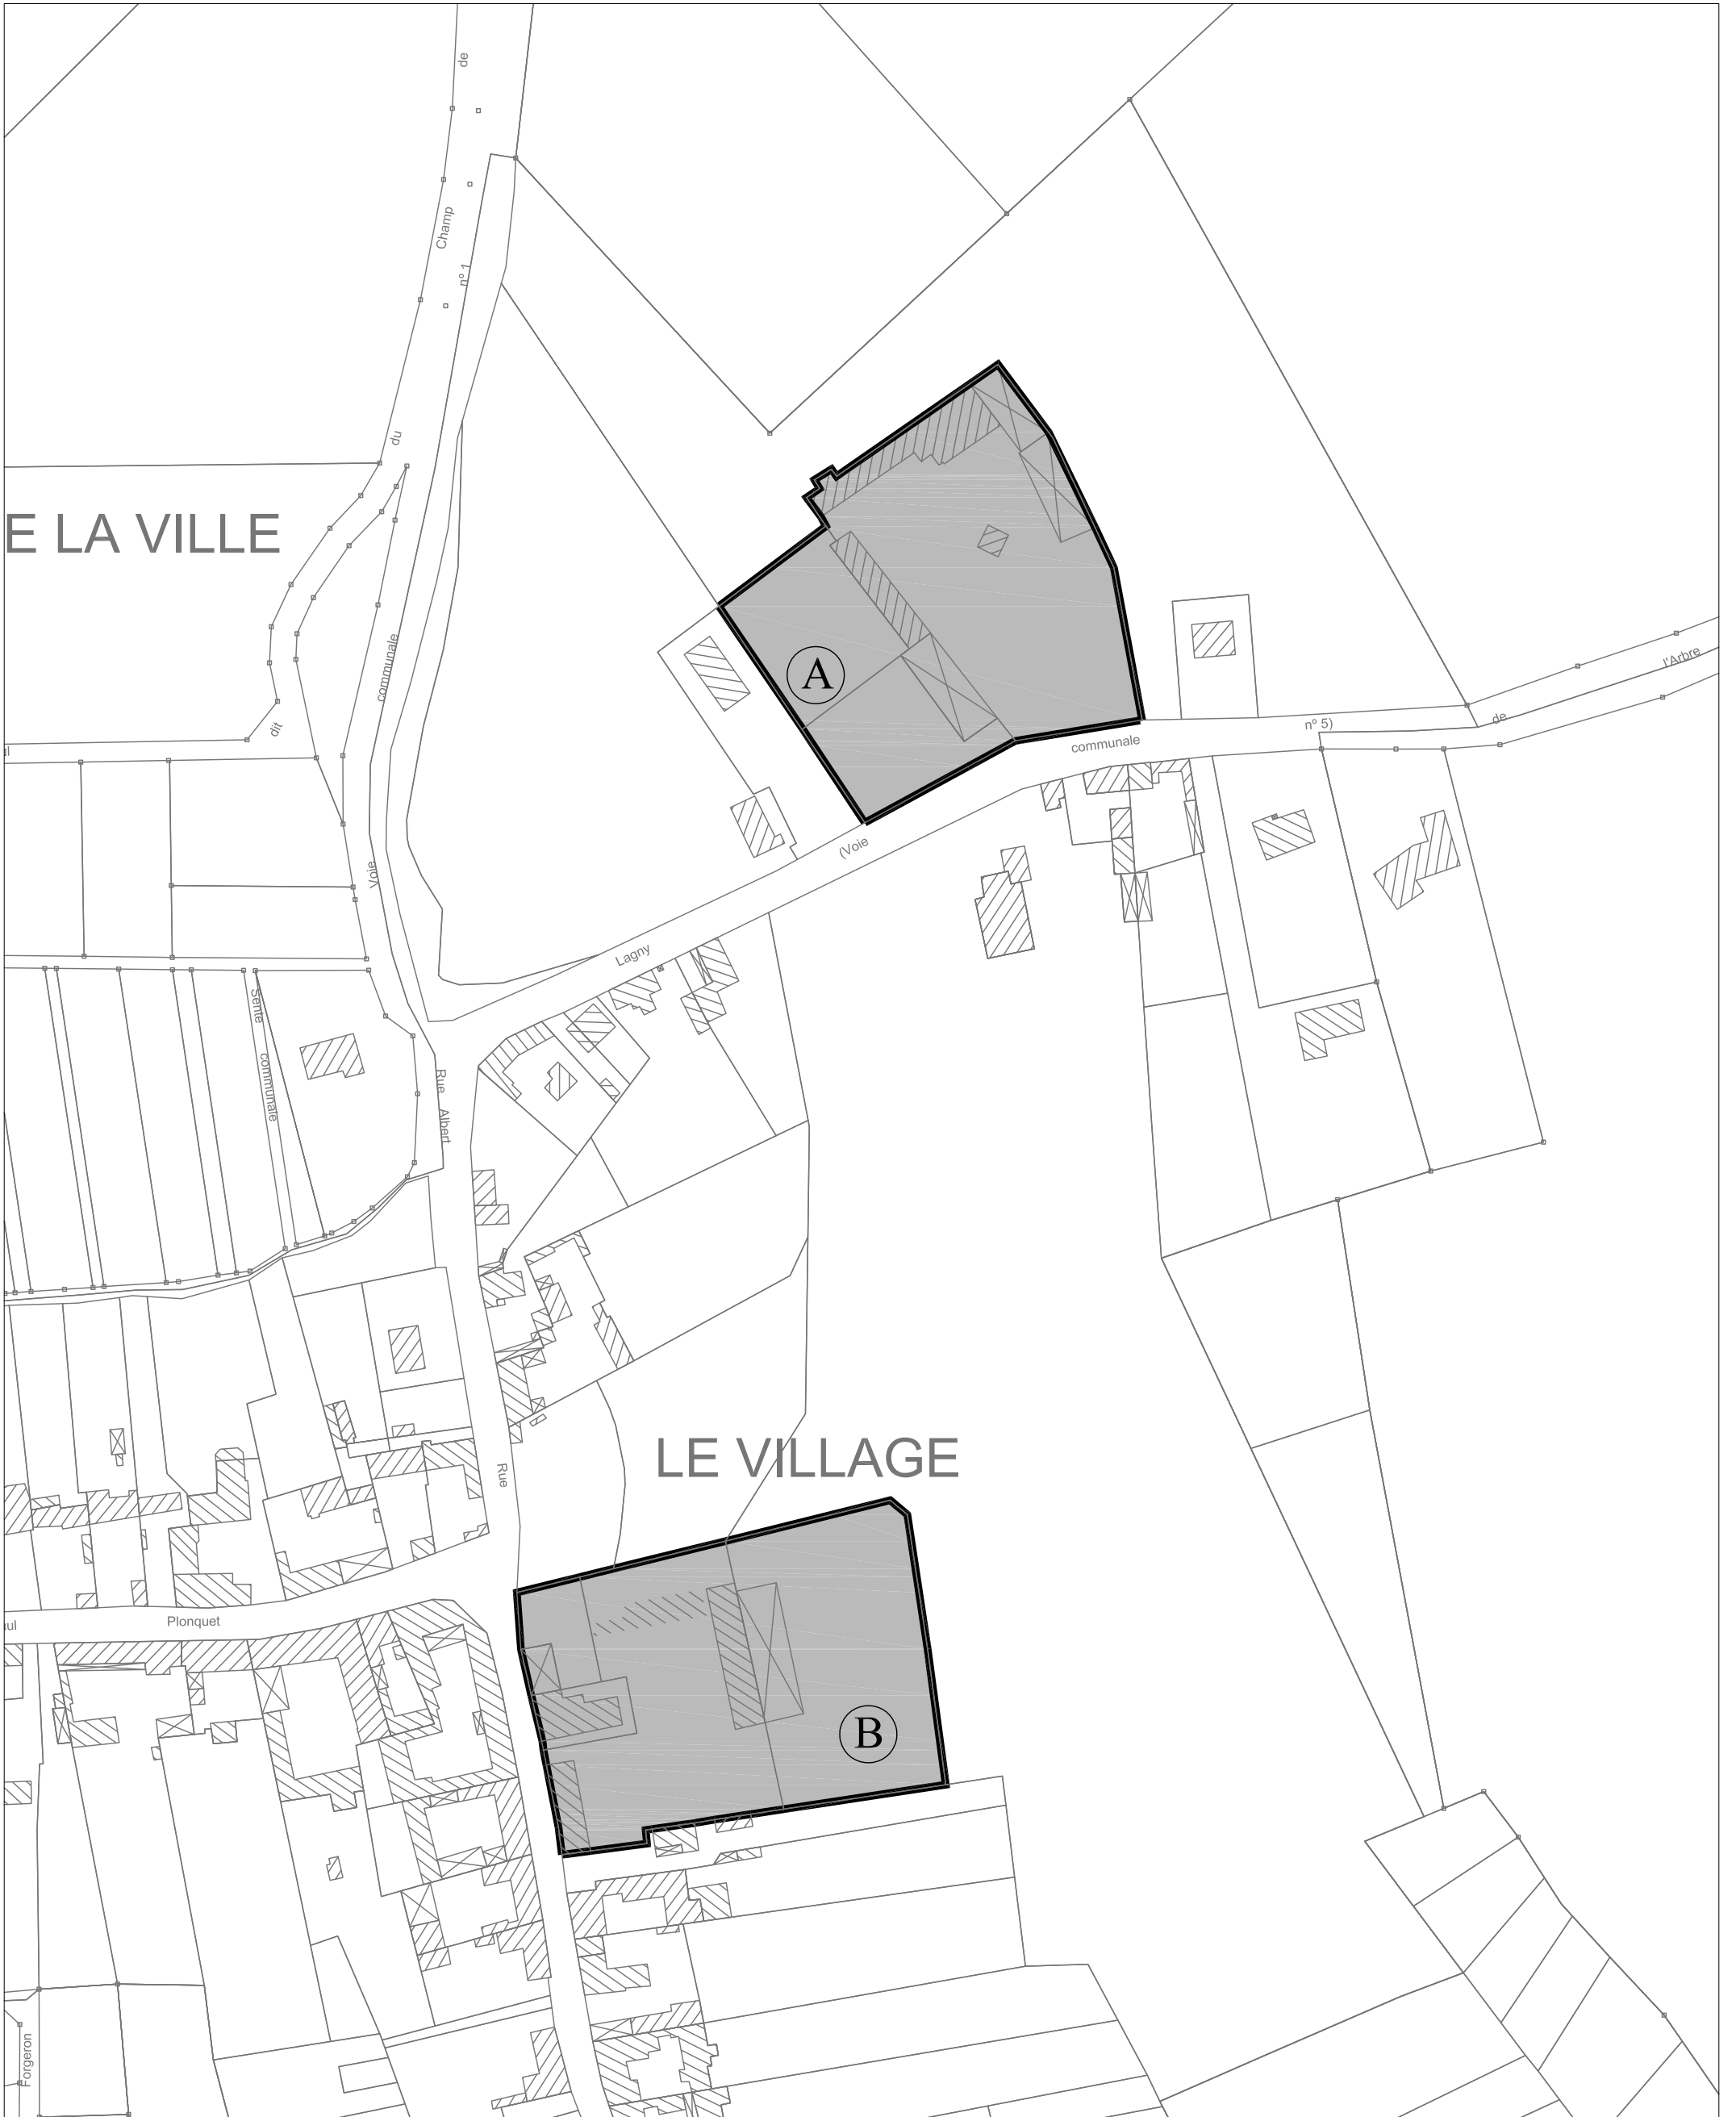 de
Champ
n° 1
du
E LA VILLE
communale
dit
A
l'Arbre
de
n° 5)
communale
(Voie
Voie
Lagny
Sente
communale
Rue
Albert
LE VILLAGE
Rue
Plonquet
B
Forgeron